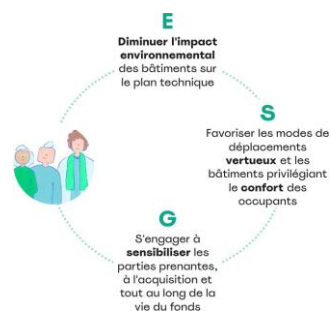 E
Diminuer l'impact
environnemental
des bâtiments sur
le plan technique
S
Favoriser les modes de
déplacements
vertueux et les
bâtiments privilégiant
le confort des
occupants
G
S'engager à
sensibiliser les
parties prenantes,
à l'acquisition et
tout au long de la
vie du fonds